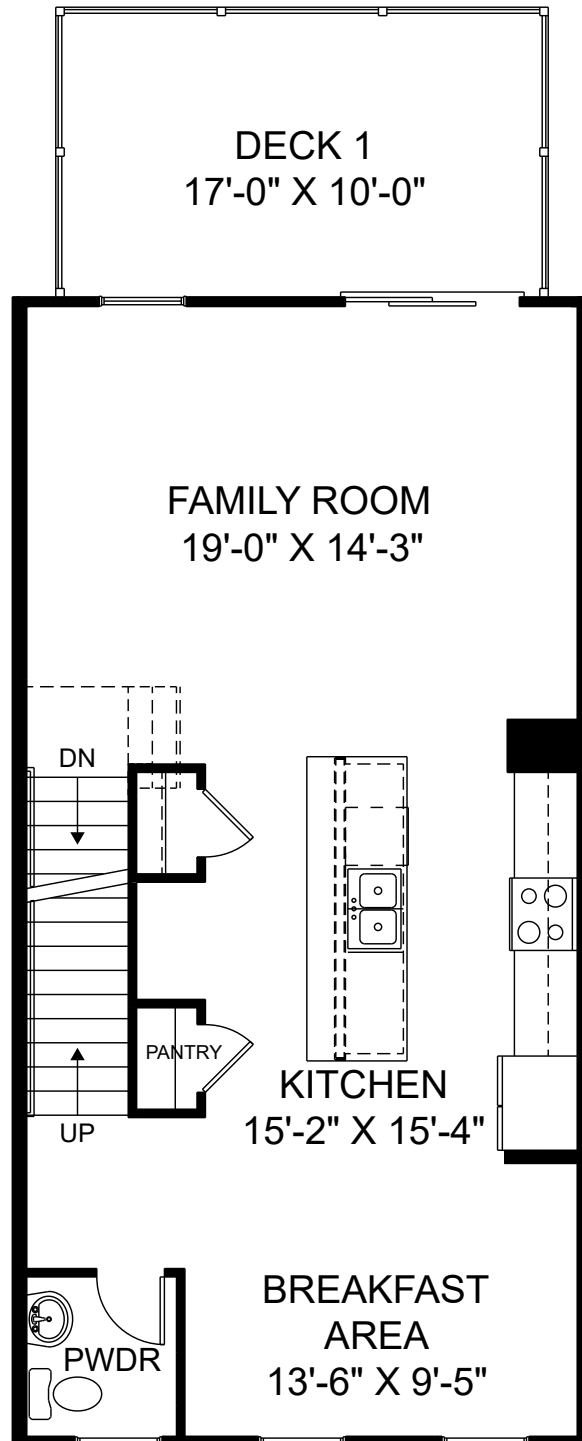 DECK 1
17'-0" X 10'-0"
FAMILY ROOM
19'-0" X 14'-3"
DN
PANTRY
KITCHEN
15'-2" X 15'-4"
UP
BREAKFAST
AREA
13'-6" X 9'-5"
PWDR